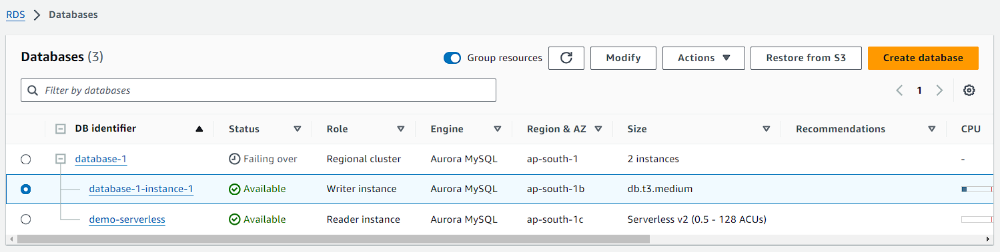 RDS > Databases
Databases (3) Group resources Modify Actions Restore from S3 Create database
Filter by databases 1
DB identifier Status Role Engine Region & AZ Size Recommendations CPU
database-1 Failing over Regional cluster Aurora MySQL ap-south-1 2 instances -
database-1-instance-1 Available Writer instance Aurora MySQL ap-south-1b db.t3.medium
demo-serverless Available Reader instance Aurora MySQL ap-south-1c Serverless v2 (0.5 - 128 ACUs)